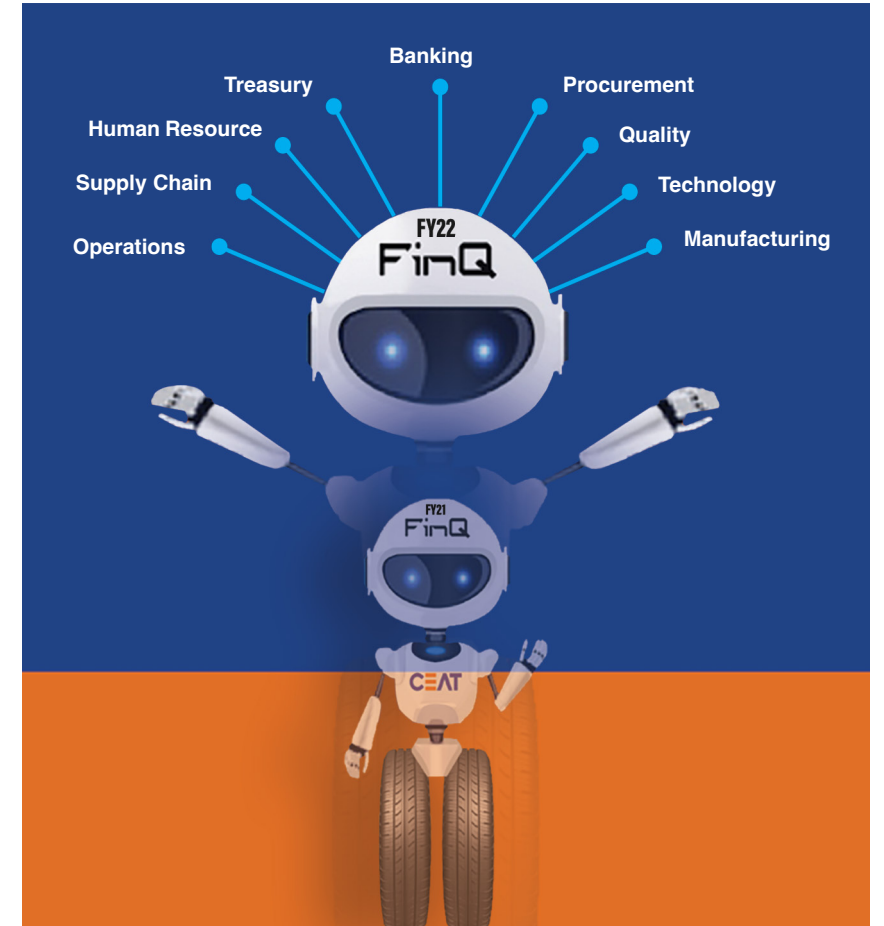 Banking
Treasury
Procurement
Human Resource
Quality
Supply Chain
Technology
Operations
Manufacturing
FY22
FinQ
FY21
FinQ
CEAT